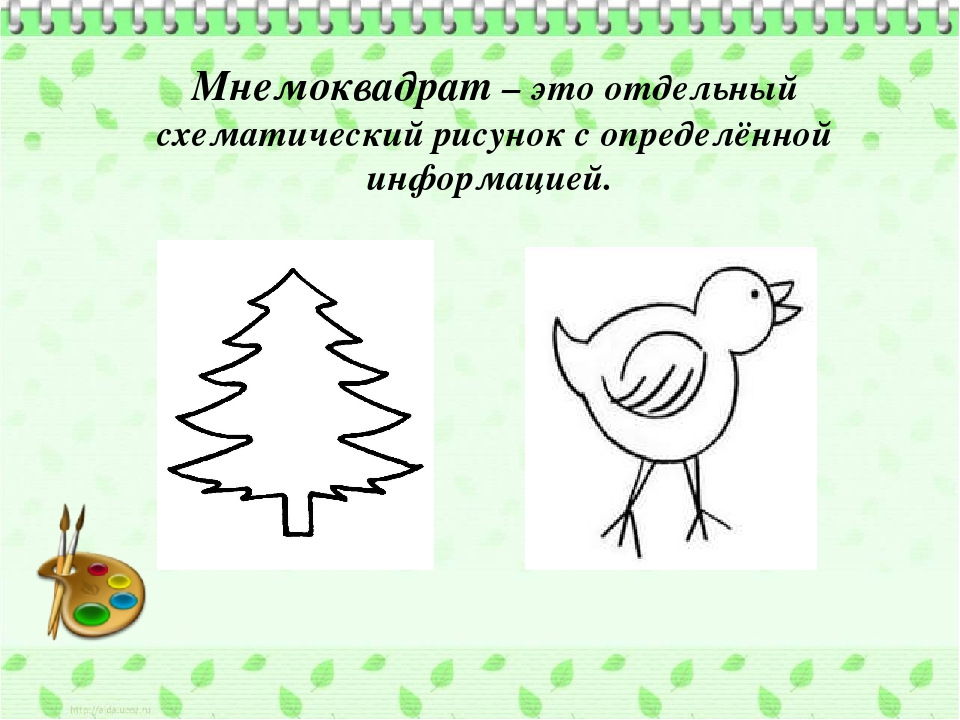 Мнемоквадрат – это отдельный
схематический рисунок с определённой
информацией.